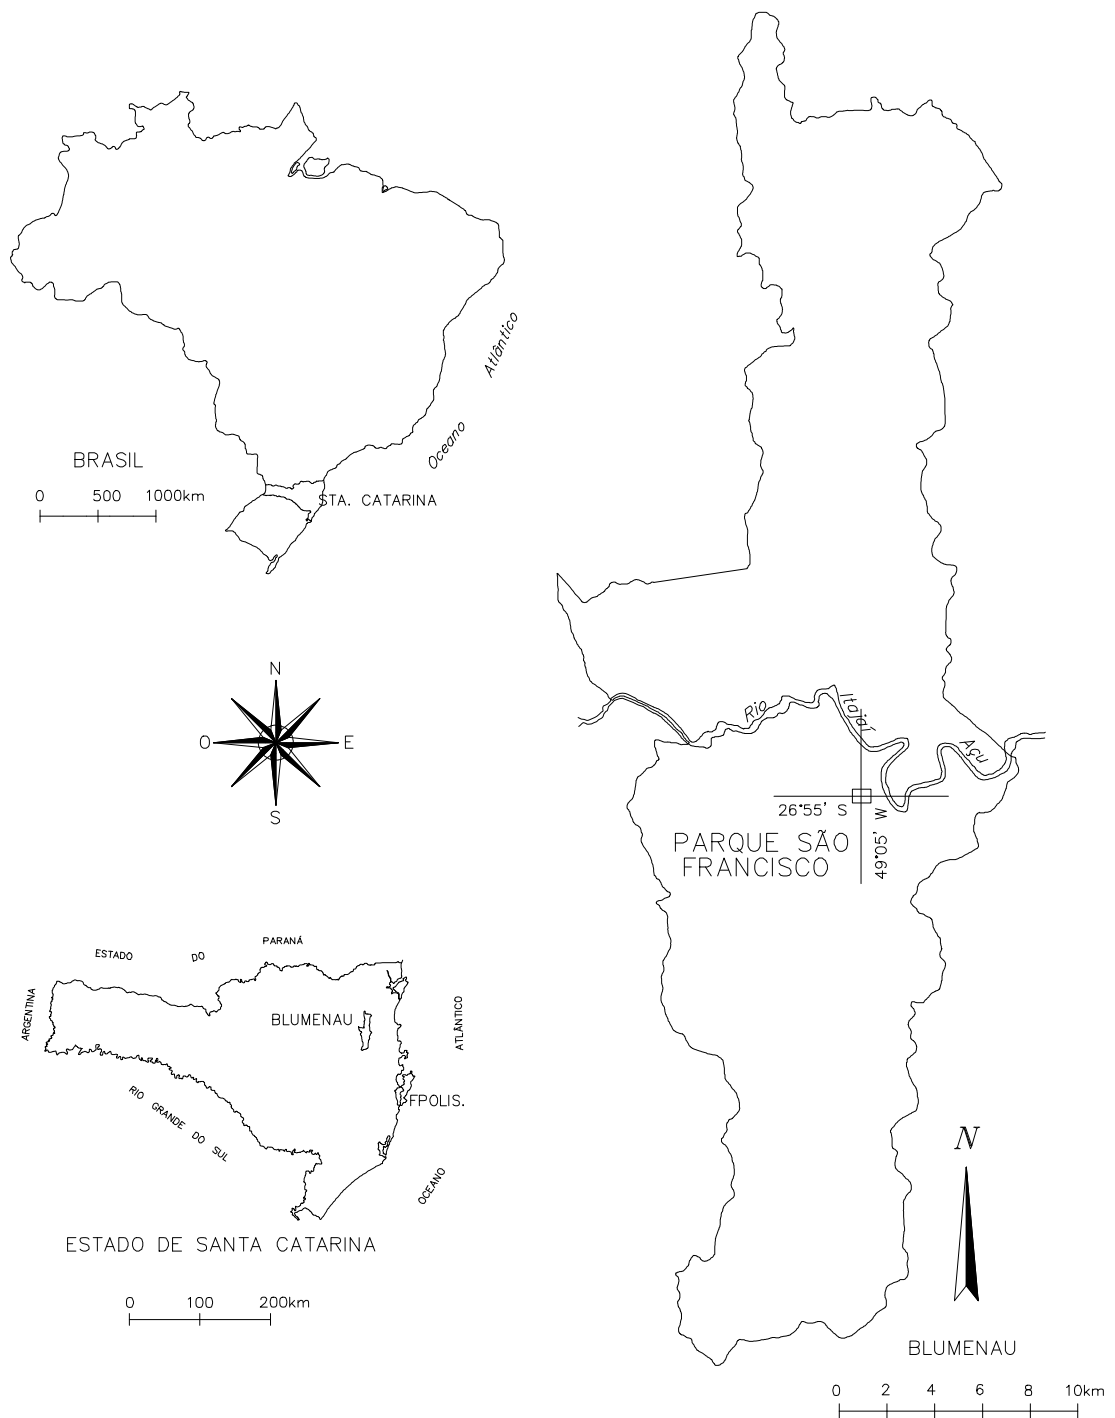 Atlântico
Oceano
BRASIL
0 500 1000km
STA. CATARINA
N
O E
S
Rio
Itajaí
Açu
26°55' S
49°05' W
PARQUE SÃO
FRANCISCO
ESTADO DO PARANÁ
ARGENTINA
BLUMENAU
ATLÂNTICO
FPOLIS.
RIO GRANDE DO SUL
OCEANO
ESTADO DE SANTA CATARINA
0 100 200km
N
BLUMENAU
0 2 4 6 8 10km